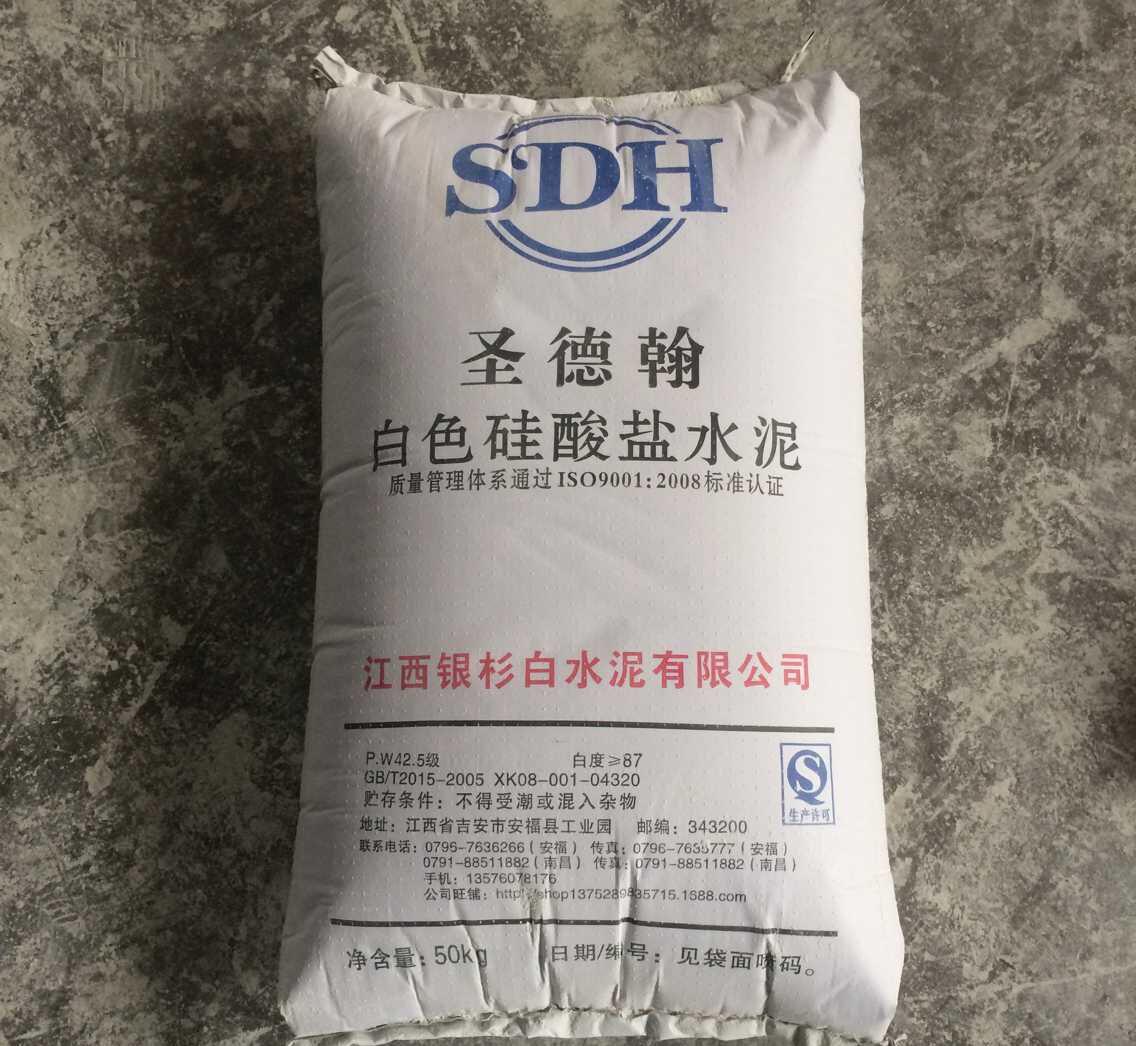 SDH
圣德翰
白色硅酸盐水泥
质量管理体系通过ISO9001:2008标准认证
江西银杉白水泥有限公司
P.W42.5级 白度≥87
GB/T2015-2005 XK08-001-04320
贮存条件：不得受潮或混入杂物
生产许可
地址：江西省吉安市安福县工业园 邮编：343200
联系电话：0796-7636266（安福） 传真：（安福）
0791-88511882（南昌） 传真：0791-88511882（南昌）
手机：13576078176
公司旺铺：
净含量：50kg 日期/编号：见袋面喷码。